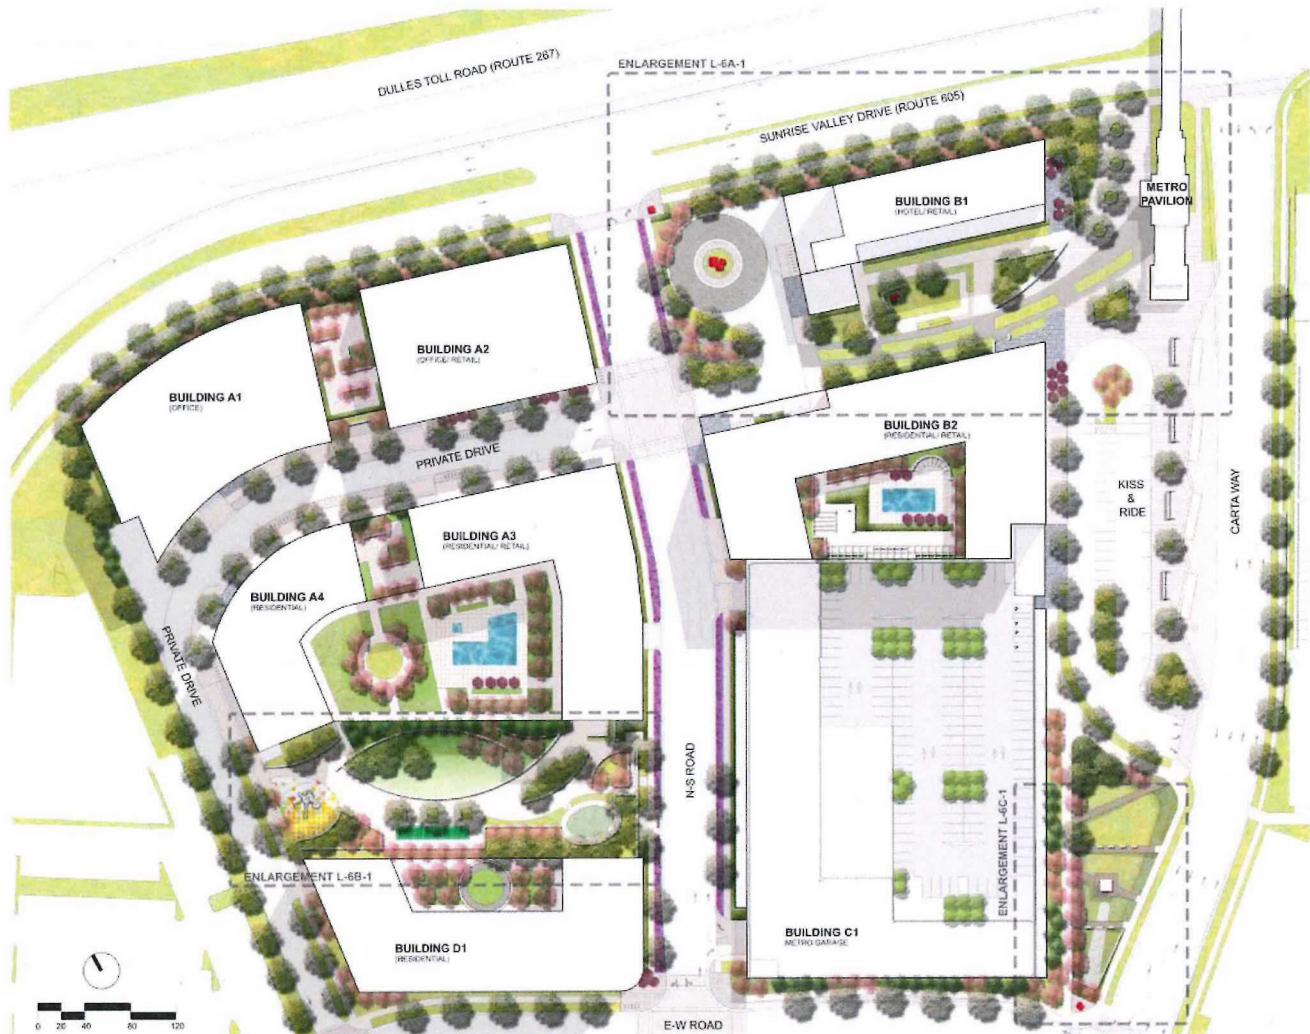 DULLES TOLL ROAD (ROUTE 267)
ENLARGEMENT L-6A-1
SUNRISE VALLEY DRIVE (ROUTE 605)
BUILDING B1
(HOTEL/ RETAIL)
METRO
PAVILION
BUILDING A2
(OFFICE/ RETAIL)
BUILDING A1
(OFFICE)
PRIVATE DRIVE
BUILDING B2
(RESIDENTIAL/ RETAIL)
KISS
&
RIDE
CARTA WAY
BUILDING A3
(RESIDENTIAL/ RETAIL)
BUILDING A4
(RESIDENTIAL)
PRIVATE DRIVE
N-S ROAD
ENLARGEMENT L-6C-1
ENLARGEMENT L-6B-1
BUILDING D1
(RESIDENTIAL)
BUILDING C1
METRO GARAGE
0 20 40 80 120
E-W ROAD